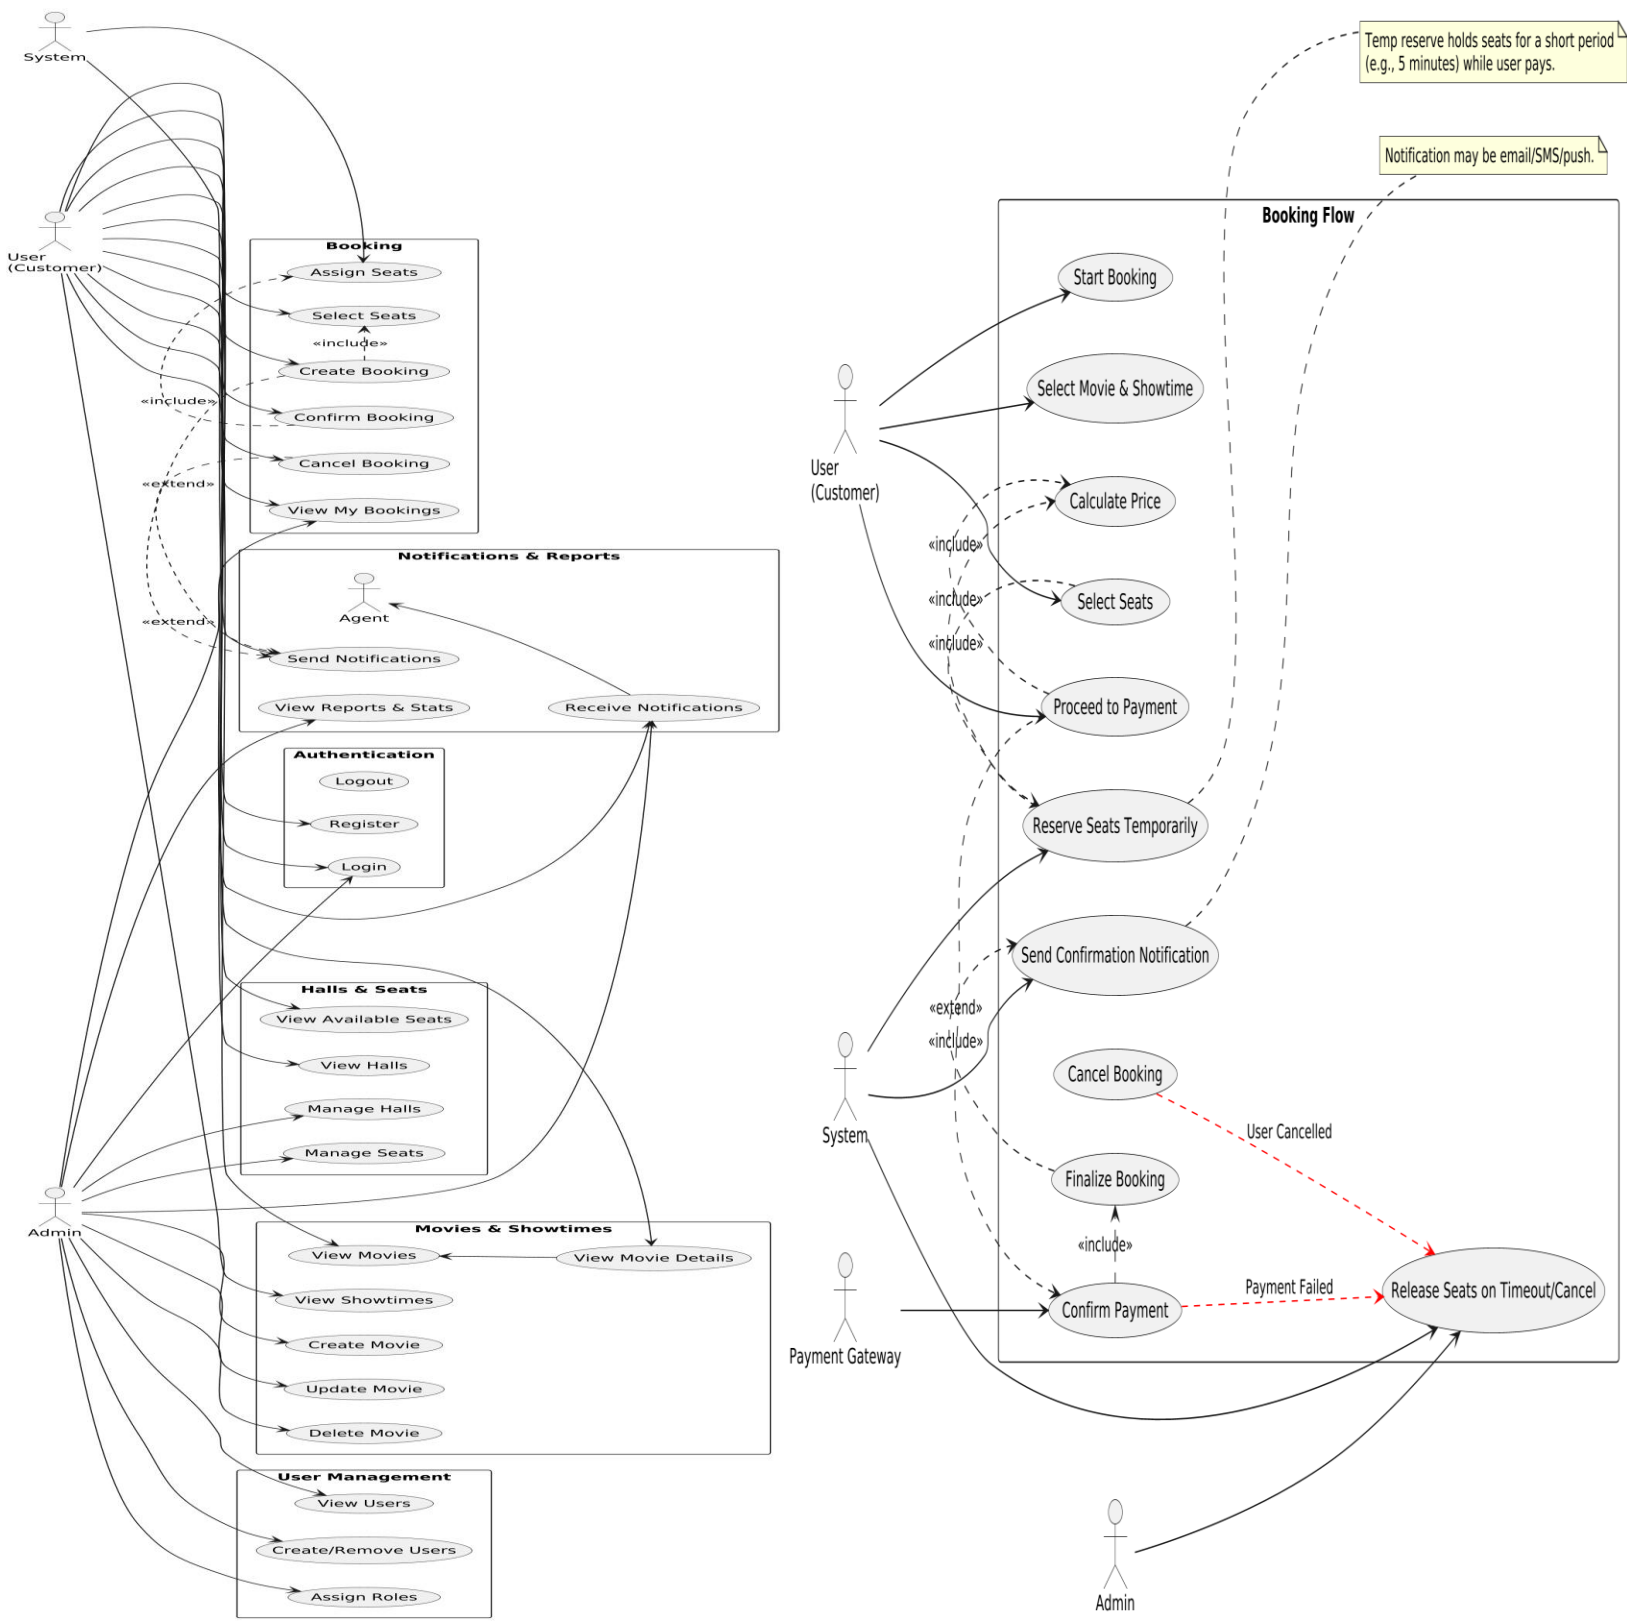 System
User
(Customer)
Booking
Assign Seats
Select Seats
«include»
Create Booking
«include»
Confirm Booking
Cancel Booking
«extend»
View My Bookings
Notifications & Reports
Agent
«extend»
Send Notifications
View Reports & Stats
Receive Notifications
Authentication
Logout
Register
Login
Halls & Seats
View Available Seats
View Halls
Manage Halls
Manage Seats
Admin
Movies & Showtimes
View Movies
View Movie Details
View Showtimes
Create Movie
Update Movie
Delete Movie
User Management
View Users
Create/Remove Users
Assign Roles
Temp reserve holds seats for a short period
(e.g., 5 minutes) while user pays.
Notification may be email/SMS/push.
Booking Flow
Start Booking
Select Movie & Showtime
User
(Customer)
Calculate Price
«include»
«include»
Select Seats
«include»
Proceed to Payment
Reserve Seats Temporarily
Send Confirmation Notification
«extend»
«include»
Cancel Booking
System
User Cancelled
Finalize Booking
«include»
Payment Failed
Release Seats on Timeout/Cancel
Confirm Payment
Payment Gateway
Admin